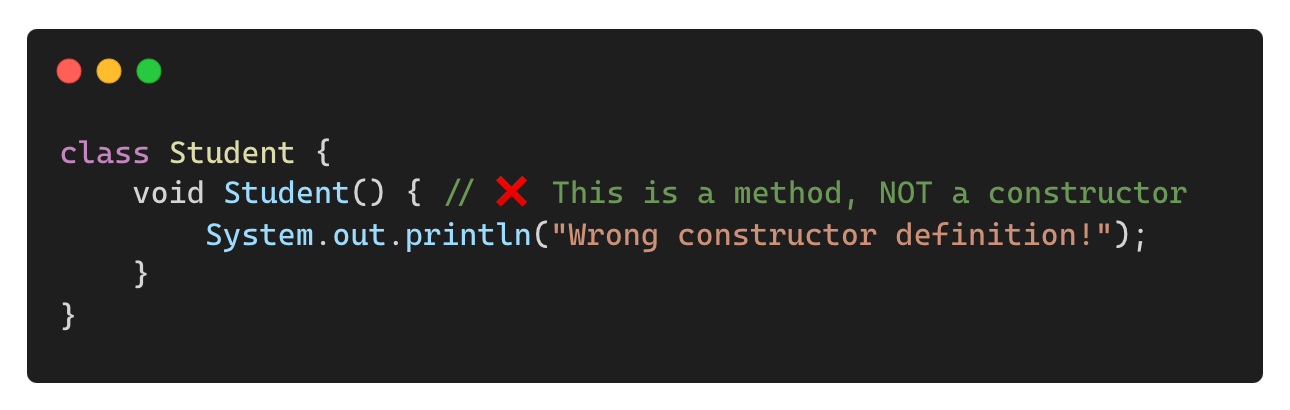 class Student {
    void Student() { // ❌ This is a method, NOT a constructor
        System.out.println("Wrong constructor definition!");
    }
}